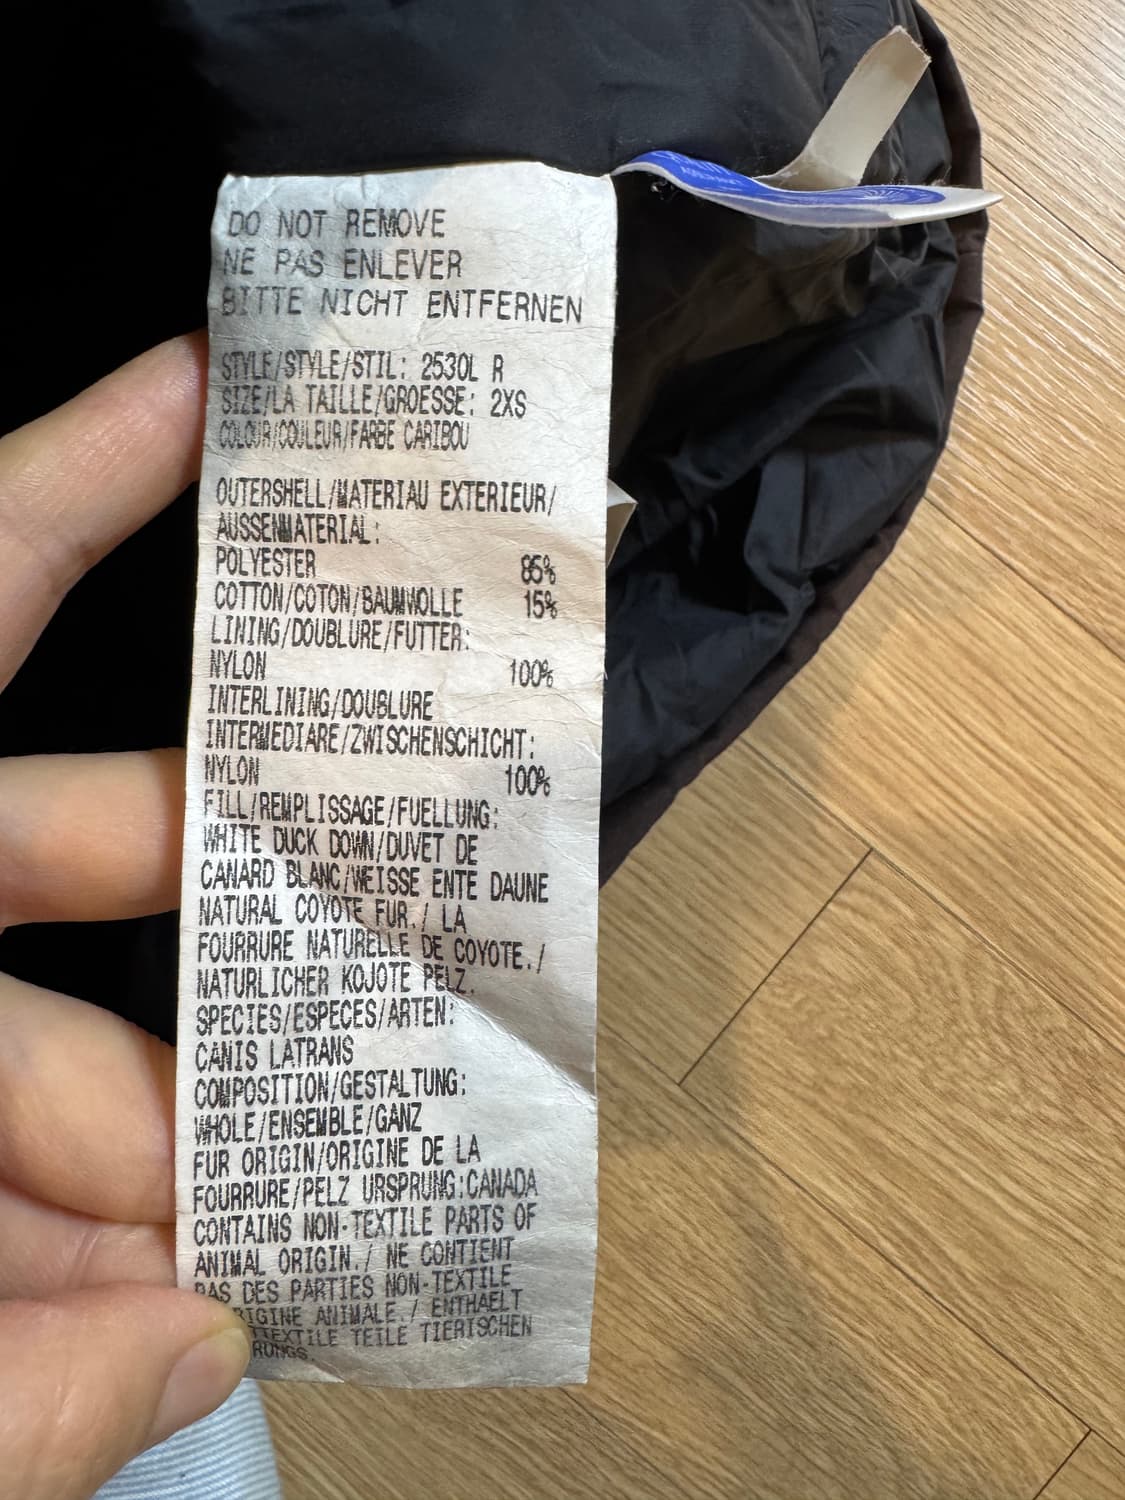 DO NOT REMOVE
NE PAS ENLEVER
BITTE NICHT ENTFERNEN
STYLE/STYLE/STIL: 2530L R
SIZE/LA TAILLE/GROESSE: 2XS
COLOUR/COULEUR/FARBE CARIBOU
OUTERSHELL/MATERIAU EXTERIEUR/
AUSSENMATERIAL:
POLYESTER 85%
COTTON/COTON/BAUMWOLLE 15%
LINING/DOUBLURE/FUTTER:
NYLON 100%
INTERLINING/DOUBLURE
INTERMEDIARE/ZWISCHENSCHICHT:
NYLON 100%
FILL/REMPLISSAGE/FUELLUNG:
WHITE DUCK DOWN/DUVET DE
CANARD BLANC/WEISSE ENTE DAUNE
NATURAL COYOTE FUR./ LA
FOURRURE NATURELLE DE COYOTE./
NATURLICHER KOJOTE PELZ.
SPECIES/ESPECES/ARTEN:
CANIS LATRANS
COMPOSITION/GESTALTUNG:
WHOLE/ENSEMBLE/GANZ
FUR ORIGIN/ORIGINE DE LA
FOURRURE/PELZ URSPRUNG:CANADA
CONTAINS NON-TEXTILE PARTS OF
ANIMAL ORIGIN./ NE CONTIENT
PAS DES PARTIES NON-TEXTILE
ANIMALE./ ENTHAELT
TEILE TIERISCHEN